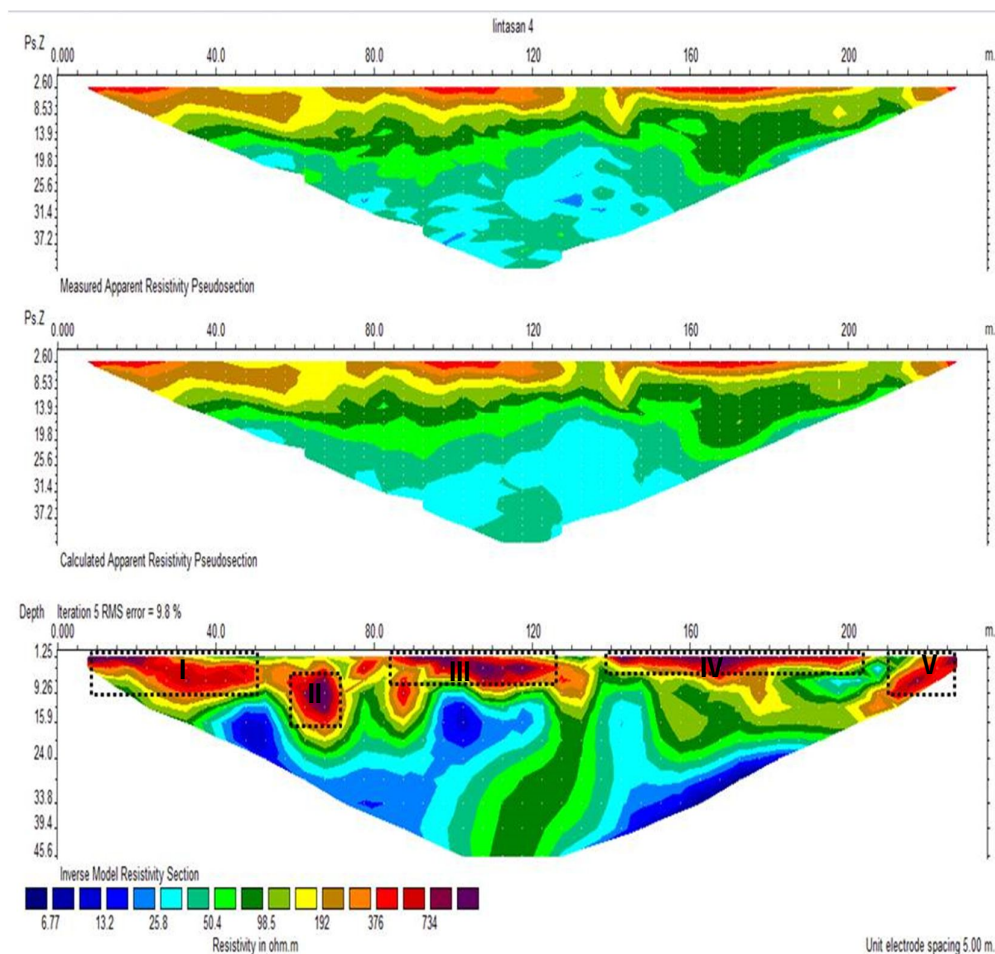 lintasan 4
Ps.Z 0.000 40.0 80.0 120 160 200 m.
2.60
8.53
13.9
19.8
25.6
31.4
37.2
Measured Apparent Resistivity Pseudosection
Ps.Z 0.000 40.0 80.0 120 160 200 m.
2.60
8.53
13.9
19.8
25.6
31.4
37.2
Calculated Apparent Resistivity Pseudosection
Depth Iteration 5 RMS error = 9.8 %
0.000 40.0 80.0 120 160 200 m.
1.25
I II III IV V
9.26
15.9
24.0
33.8
39.4
45.6
Inverse Model Resistivity Section
6.77 13.2 25.8 50.4 98.5 192 376 734
Resistivity in ohm.m
Unit electrode spacing 5.00 m.